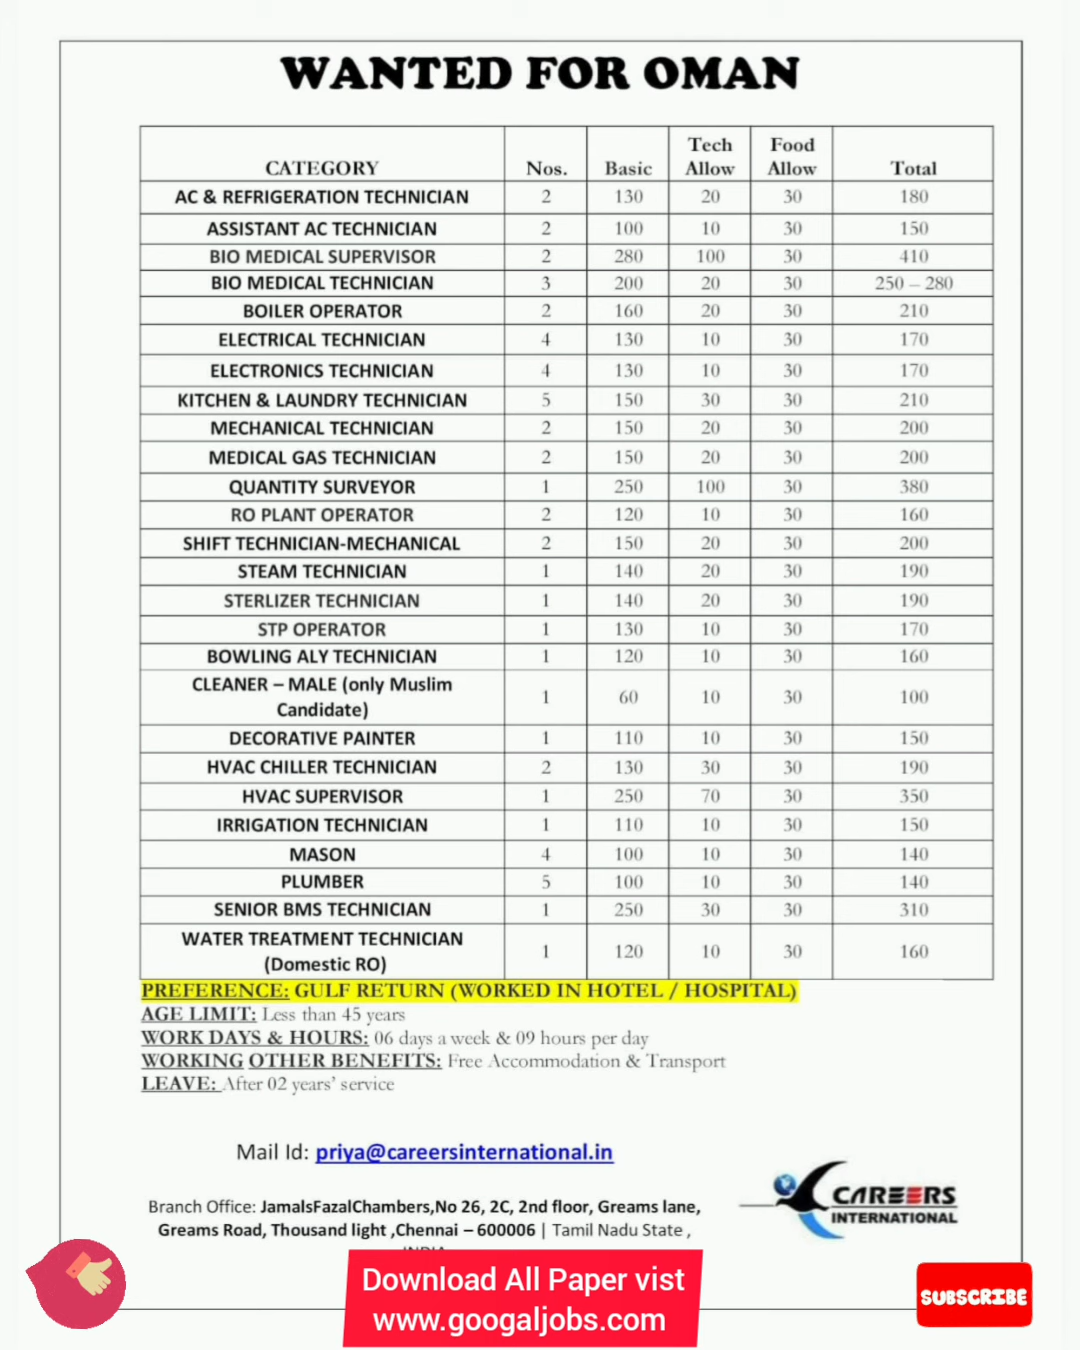 WANTED FOR OMAN
CATEGORY Nos. Basic Tech Allow Food Allow Total
AC & REFRIGERATION TECHNICIAN 2 130 20 30 180
ASSISTANT AC TECHNICIAN 2 100 10 30 150
BIO MEDICAL SUPERVISOR 2 280 100 30 410
BIO MEDICAL TECHNICIAN 3 200 20 30 250 – 280
BOILER OPERATOR 2 160 20 30 210
ELECTRICAL TECHNICIAN 4 130 10 30 170
ELECTRONICS TECHNICIAN 4 130 10 30 170
KITCHEN & LAUNDRY TECHNICIAN 5 150 30 30 210
MECHANICAL TECHNICIAN 2 150 20 30 200
MEDICAL GAS TECHNICIAN 2 150 20 30 200
QUANTITY SURVEYOR 1 250 100 30 380
RO PLANT OPERATOR 2 120 10 30 160
SHIFT TECHNICIAN-MECHANICAL 2 150 20 30 200
STEAM TECHNICIAN 1 140 20 30 190
STERLIZER TECHNICIAN 1 140 20 30 190
STP OPERATOR 1 130 10 30 170
BOWLING ALY TECHNICIAN 1 120 10 30 160
CLEANER – MALE (only Muslim
Candidate) 1 60 10 30 100
DECORATIVE PAINTER 1 110 10 30 150
HVAC CHILLER TECHNICIAN 2 130 30 30 190
HVAC SUPERVISOR 1 250 70 30 350
IRRIGATION TECHNICIAN 1 110 10 30 150
MASON 4 100 10 30 140
PLUMBER 5 100 10 30 140
SENIOR BMS TECHNICIAN 1 250 30 30 310
WATER TREATMENT TECHNICIAN
(Domestic RO) 1 120 10 30 160
PREFERENCE: GULF RETURN (WORKED IN HOTEL / HOSPITAL)
AGE LIMIT: Less than 45 years
WORK DAYS & HOURS: 06 days a week & 09 hours per day
WORKING OTHER BENEFITS: Free Accommodation & Transport
LEAVE: After 02 years' service
Mail Id: priya@careersinternational.in
Branch Office: JamalsFazalChambers,No 26, 2C, 2nd floor, Greams lane,
Greams Road, Thousand light ,Chennai – 600006 | Tamil Nadu State ,
CAREERS
INTERNATIONAL
Download All Paper vist
www.googaljobs.com
SUBSCRIBE